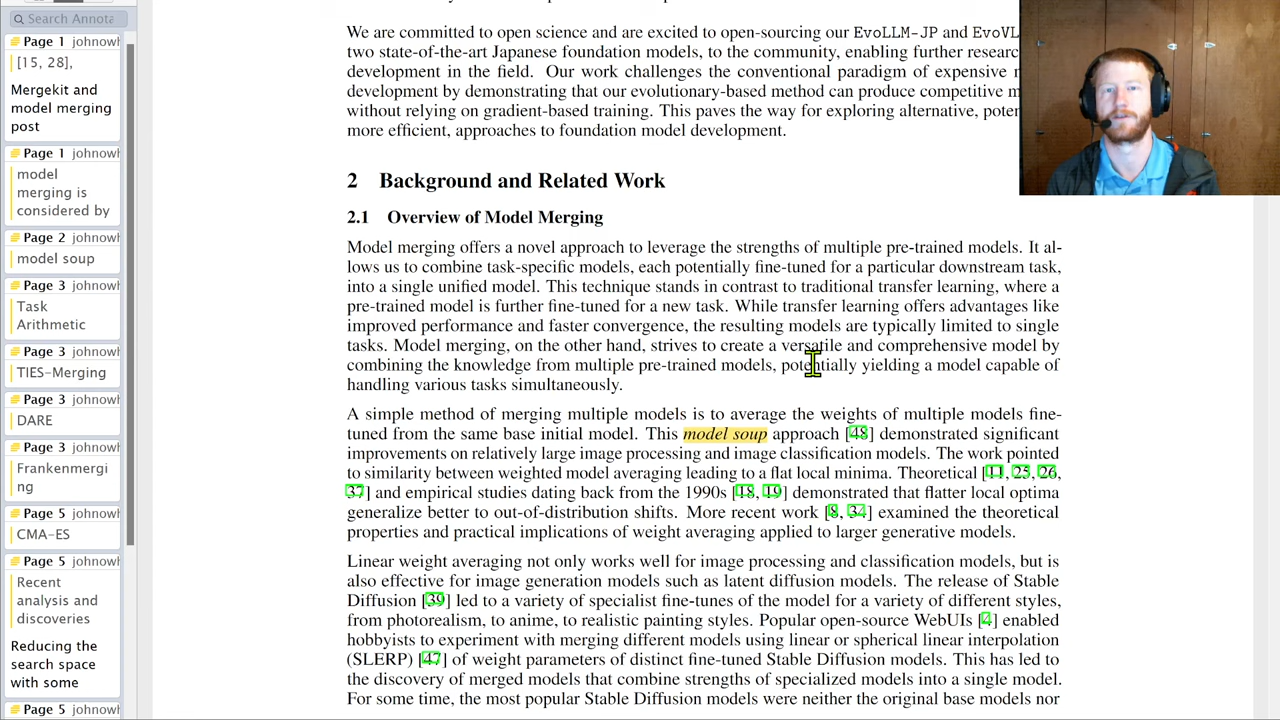 Search Annota
Page 1 johnowh
[15, 28],
Mergekit and
model merging
post
Page 1 johnowh
model
merging is
considered by
Page 2 johnowh
model soup
Page 3 johnowh
Task
Arithmetic
Page 3 johnowh
TIES-Merging
Page 3 johnowh
DARE
Page 3 johnowh
Frankenmergi
ng
Page 5 johnowh
CMA-ES
Page 5 johnowh
Recent
analysis and
discoveries
Reducing the
search space
with some
Page 5 johnowh
We are committed to open science and are excited to open-sourcing our EvoLLM-JP and EvoVL
two state-of-the-art Japanese foundation models, to the community, enabling further researc
development in the field. Our work challenges the conventional paradigm of expensive m
development by demonstrating that our evolutionary-based method can produce competitive m
without relying on gradient-based training. This paves the way for exploring alternative, poten
more efficient, approaches to foundation model development.
2 Background and Related Work
2.1 Overview of Model Merging
Model merging offers a novel approach to leverage the strengths of multiple pre-trained models. It al-
lows us to combine task-specific models, each potentially fine-tuned for a particular downstream task,
into a single unified model. This technique stands in contrast to traditional transfer learning, where a
pre-trained model is further fine-tuned for a new task. While transfer learning offers advantages like
improved performance and faster convergence, the resulting models are typically limited to single
tasks. Model merging, on the other hand, strives to create a versatile and comprehensive model by
combining the knowledge from multiple pre-trained models, potentially yielding a model capable of
handling various tasks simultaneously.
A simple method of merging multiple models is to average the weights of multiple models fine-
tuned from the same base initial model. This model soup approach [48] demonstrated significant
improvements on relatively large image processing and image classification models. The work pointed
to similarity between weighted model averaging leading to a flat local minima. Theoretical [11, 23, 26,
37] and empirical studies dating back from the 1990s [18, 19] demonstrated that flatter local optima
generalize better to out-of-distribution shifts. More recent work [9, 34] examined the theoretical
properties and practical implications of weight averaging applied to larger generative models.
Linear weight averaging not only works well for image processing and classification models, but is
also effective for image generation models such as latent diffusion models. The release of Stable
Diffusion [39] led to a variety of specialist fine-tunes of the model for a variety of different styles,
from photorealism, to anime, to realistic painting styles. Popular open-source WebUIs [4] enabled
hobbyists to experiment with merging different models using linear or spherical linear interpolation
(SLERP) [47] of weight parameters of distinct fine-tuned Stable Diffusion models. This has led to
the discovery of merged models that combine strengths of specialized models into a single model.
For some time, the most popular Stable Diffusion models were neither the original base models nor